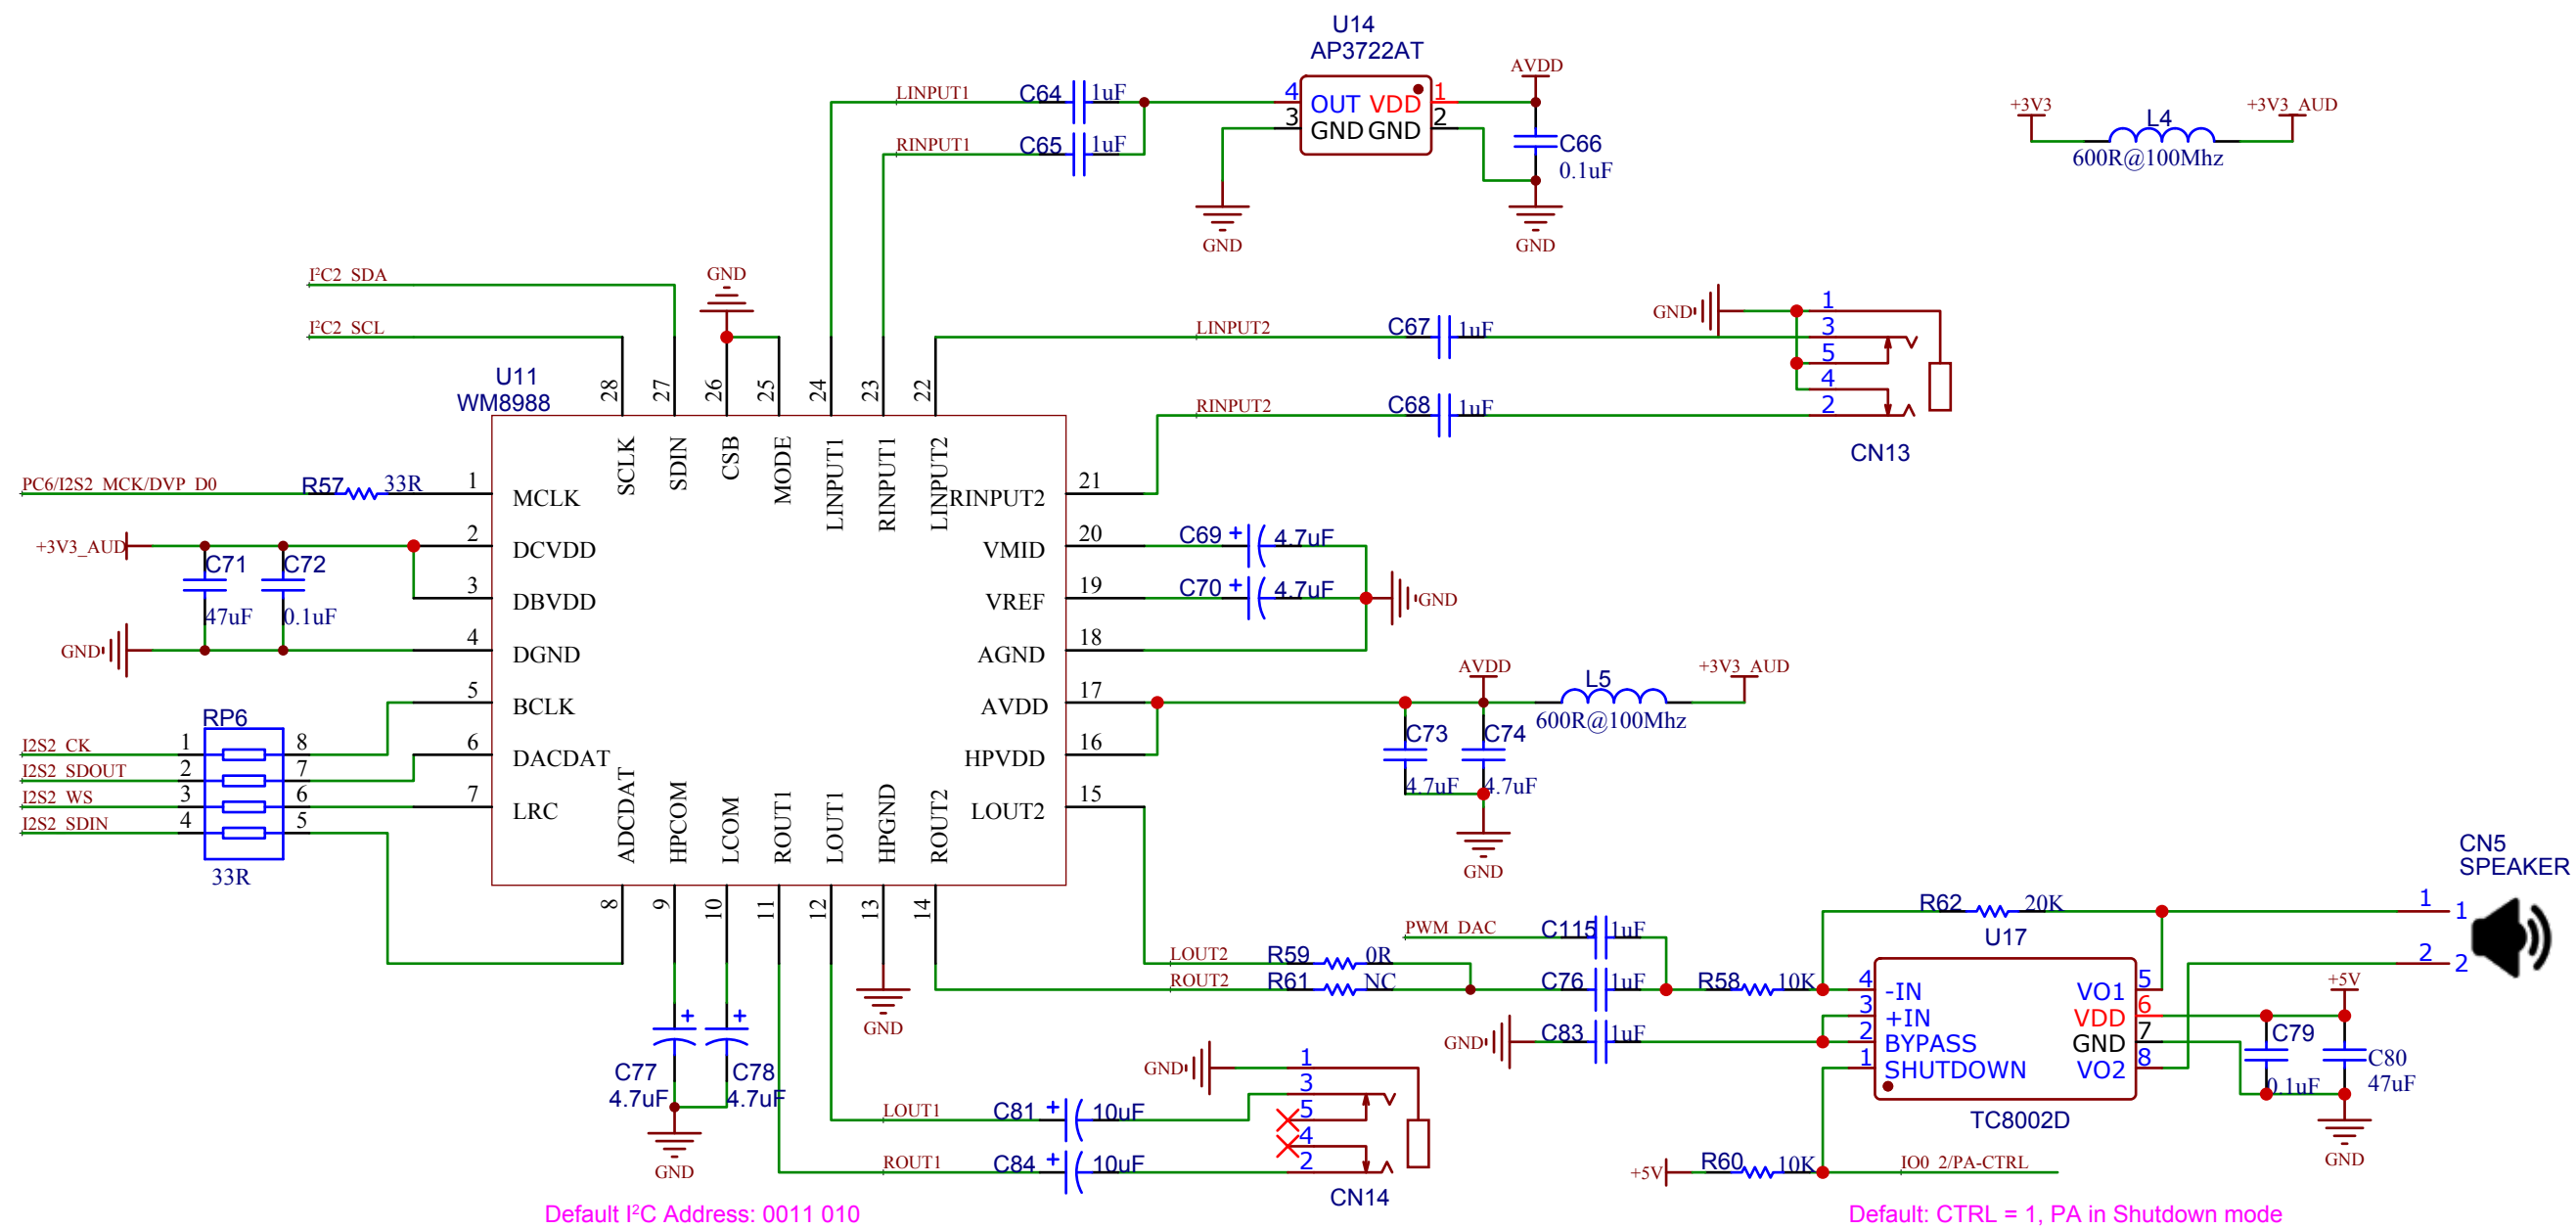 U14
AP3722AT
AVDD
LINPUT1
C64
1uF
4
OUT
VDD
1
3
GND
GND
2
RINPUT1
C65
1uF
C66
0.1uF
GND
GND
+3V3
L4
+3V3_AUD
600R@100Mhz
I²C2_SDA
I²C2_SCL
GND
U11
WM8988
28
27
26
25
24
23
22
SCLK
SDIN
CSB
MODE
LINPUT1
RINPUT1
LINPUT2
LINPUT2
C67
1uF
RINPUT2
C68
1uF
GND
1
3
5
4
2
CN13
PC6/I2S2_MCK/DVP_D0
R57
33R
1
MCLK
+3V3_AUD
2
DCVDD
C71
47uF
C72
0.1uF
3
DBVDD
GND
4
DGND
5
BCLK
6
DACDAT
7
LRC
RP6
I2S2_CK
1
8
I2S2_SDOUT
2
7
I2S2_WS
3
6
I2S2_SDIN
4
5
33R
RINPUT2
21
VMID
20
C69
+
4.7uF
VREF
19
C70
+
4.7uF
GND
AGND
18
AVDD
17
HPVDD
16
LOUT2
15
AVDD
L5
+3V3_AUD
600R@100Mhz
C73
4.7uF
C74
4.7uF
GND
ADCDAT
HPCOM
LCOM
ROUT1
LOUT1
HPGND
ROUT2
8
9
10
11
12
13
14
GND
+
+
C77
4.7uF
C78
4.7uF
GND
LOUT2
R59
0R
ROUT2
R61
NC
PWM_DAC
C115
1uF
C76
1uF
R58
10K
GND
C83
1uF
R62
20K
U17
4
-IN
3
+IN
2
BYPASS
1
SHUTDOWN
VO1
5
VDD
6
GND
7
VO2
8
TC8002D
+5V
C79
0.1uF
C80
47uF
GND
CN5
SPEAKER
1
1
2
2
+5V
R60
10K
IO0_2/PA-CTRL
LOUT1
C81
+
10uF
ROUT1
C84
+
10uF
GND
1
3
5
4
2
CN14
Default I²C Address: 0011 010
Default: CTRL = 1, PA in Shutdown mode